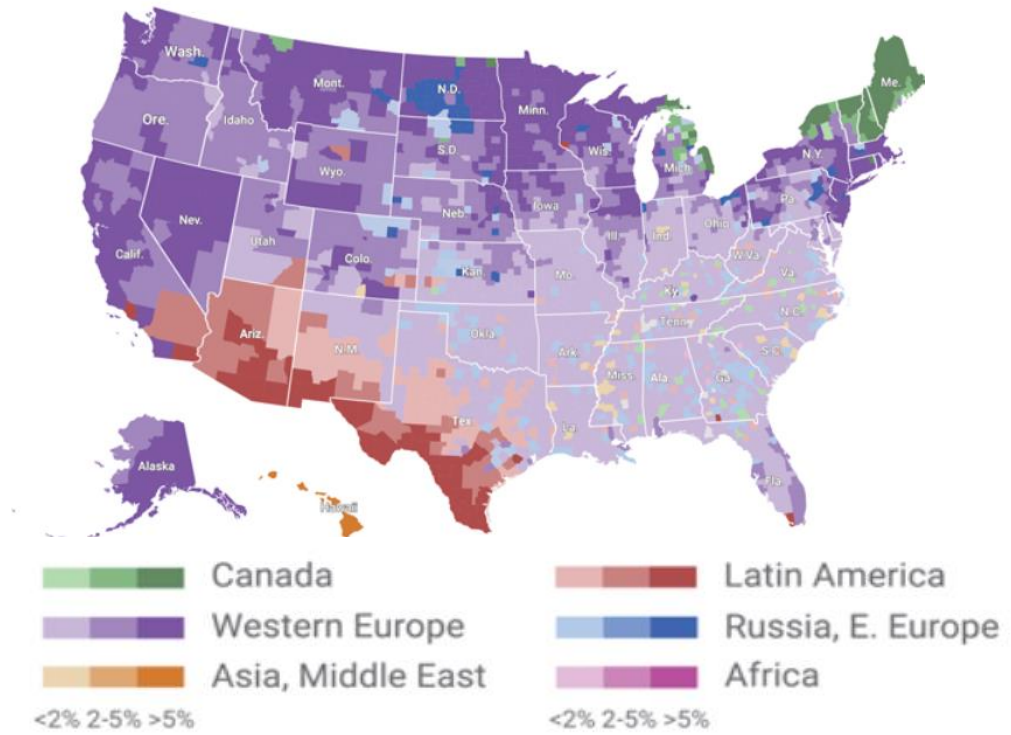 Wash.
Mont.
N.D.
Minn.
Me.
Ore.
Idaho
S.D.
Wis.
Mich.
N.Y.
Wyo.
Neb.
Iowa
Pa.
Nev.
Utah
Colo.
Ill.
Ind.
Ohio
Calif.
Kan.
Mo.
W.Va.
Va.
Ky.
Ariz.
N.M.
Okla.
Ark.
Tenn.
N.C.
S.C.
Tex.
La.
Miss.
Ala.
Ga.
Fla.
Alaska
Hawaii
Canada
Latin America
Western Europe
Russia, E. Europe
Asia, Middle East
Africa
<2% 2-5% >5%
<2% 2-5% >5%